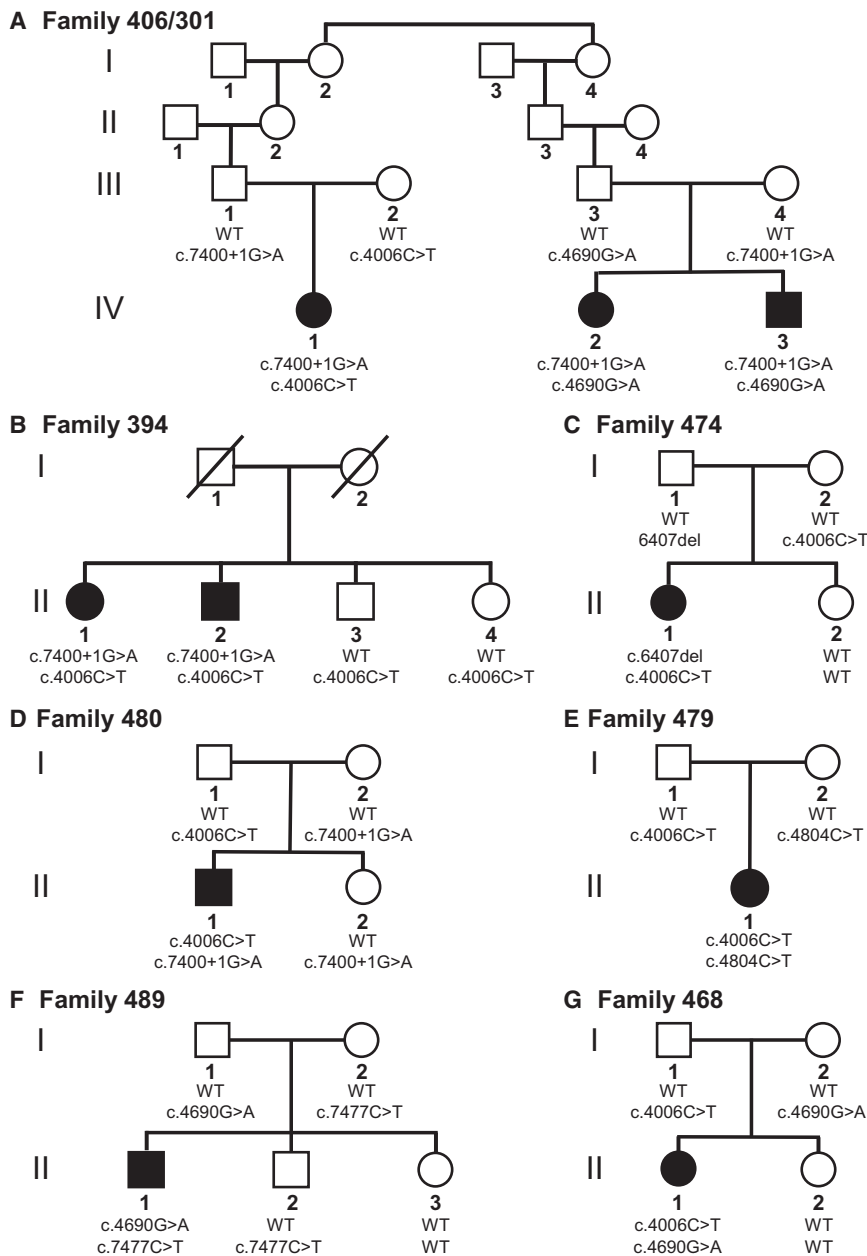 A Family 406/301
I
1
2
3
4
II
1
2
3
4
III
1
WT
c.7400+1G>A
2
WT
c.4006C>T
3
WT
c.4690G>A
4
WT
c.7400+1G>A
IV
1
c.7400+1G>A
c.4006C>T
2
c.7400+1G>A
c.4690G>A
3
c.7400+1G>A
c.4690G>A
B Family 394
I
1
2
II
1
c.7400+1G>A
c.4006C>T
2
c.7400+1G>A
c.4006C>T
3
WT
c.4006C>T
4
WT
c.4006C>T
C Family 474
I
1
WT
6407del
2
WT
c.4006C>T
II
1
c.6407del
c.4006C>T
2
WT
WT
D Family 480
I
1
WT
c.4006C>T
2
WT
c.7400+1G>A
II
1
c.4006C>T
c.7400+1G>A
2
WT
c.7400+1G>A
E Family 479
I
1
WT
c.4006C>T
2
WT
c.4804C>T
II
1
c.4006C>T
c.4804C>T
F Family 489
I
1
WT
c.4690G>A
2
WT
c.7477C>T
II
1
c.4690G>A
c.7477C>T
2
WT
c.7477C>T
3
WT
WT
G Family 468
I
1
WT
c.4006C>T
2
WT
c.4690G>A
II
1
c.4006C>T
c.4690G>A
2
WT
WT